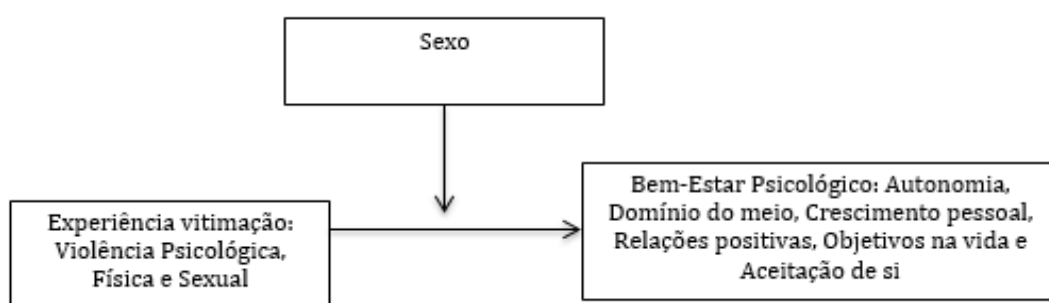 Sexo
Experiência vitimação:
Violência Psicológica,
Física e Sexual
Bem-Estar Psicológico: Autonomia,
Domínio do meio, Crescimento pessoal,
Relações positivas, Objetivos na vida e
Aceitação de si